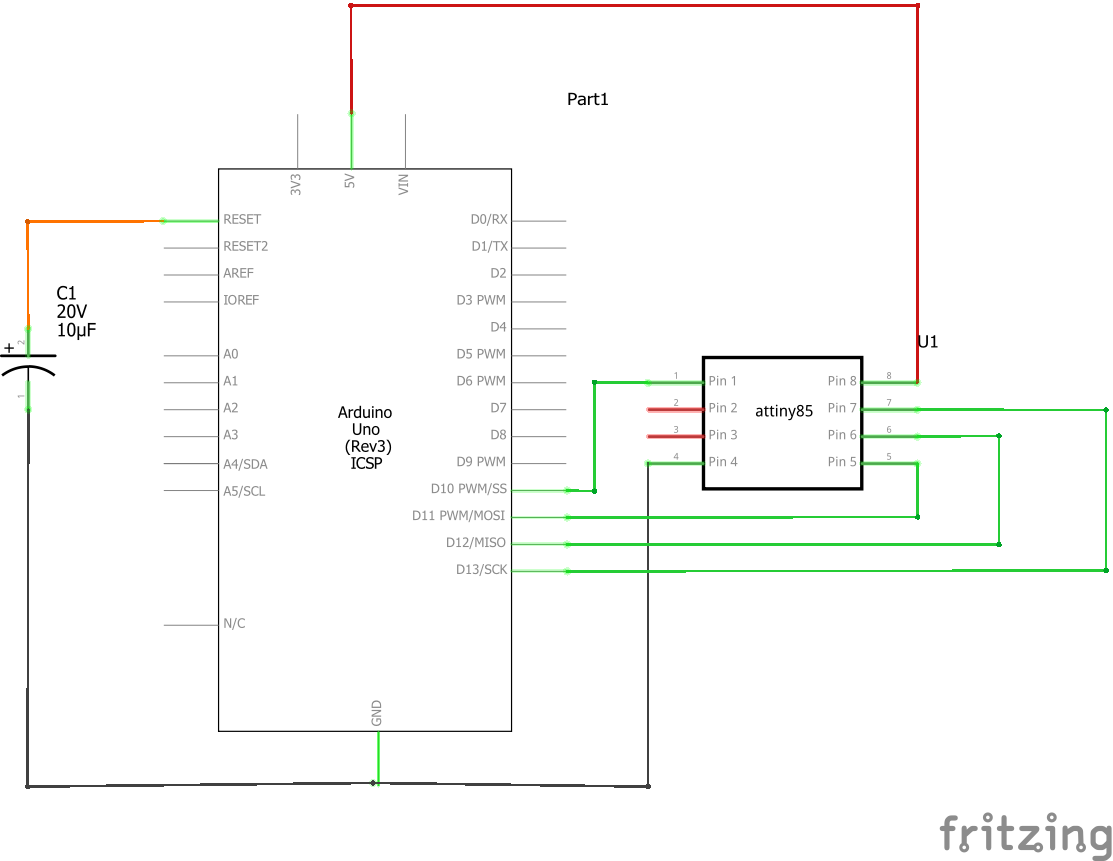 Part1
3V3
5V
VIN
RESET
RESET2
AREF
IOREF
A0
A1
A2
A3
A4/SDA
A5/SCL
N/C
D0/RX
D1/TX
D2
D3 PWM
D4
D5 PWM
D6 PWM
D7
D8
D9 PWM
D10 PWM/SS
D11 PWM/MOSI
D12/MISO
D13/SCK
GND
Arduino
Uno
(Rev3)
ICSP
C1
20V
10µF
+
2
1
U1
attiny85
1 Pin 1
2 Pin 2
3 Pin 3
4 Pin 4
Pin 8 8
Pin 7 7
Pin 6 6
Pin 5 5
fritzing